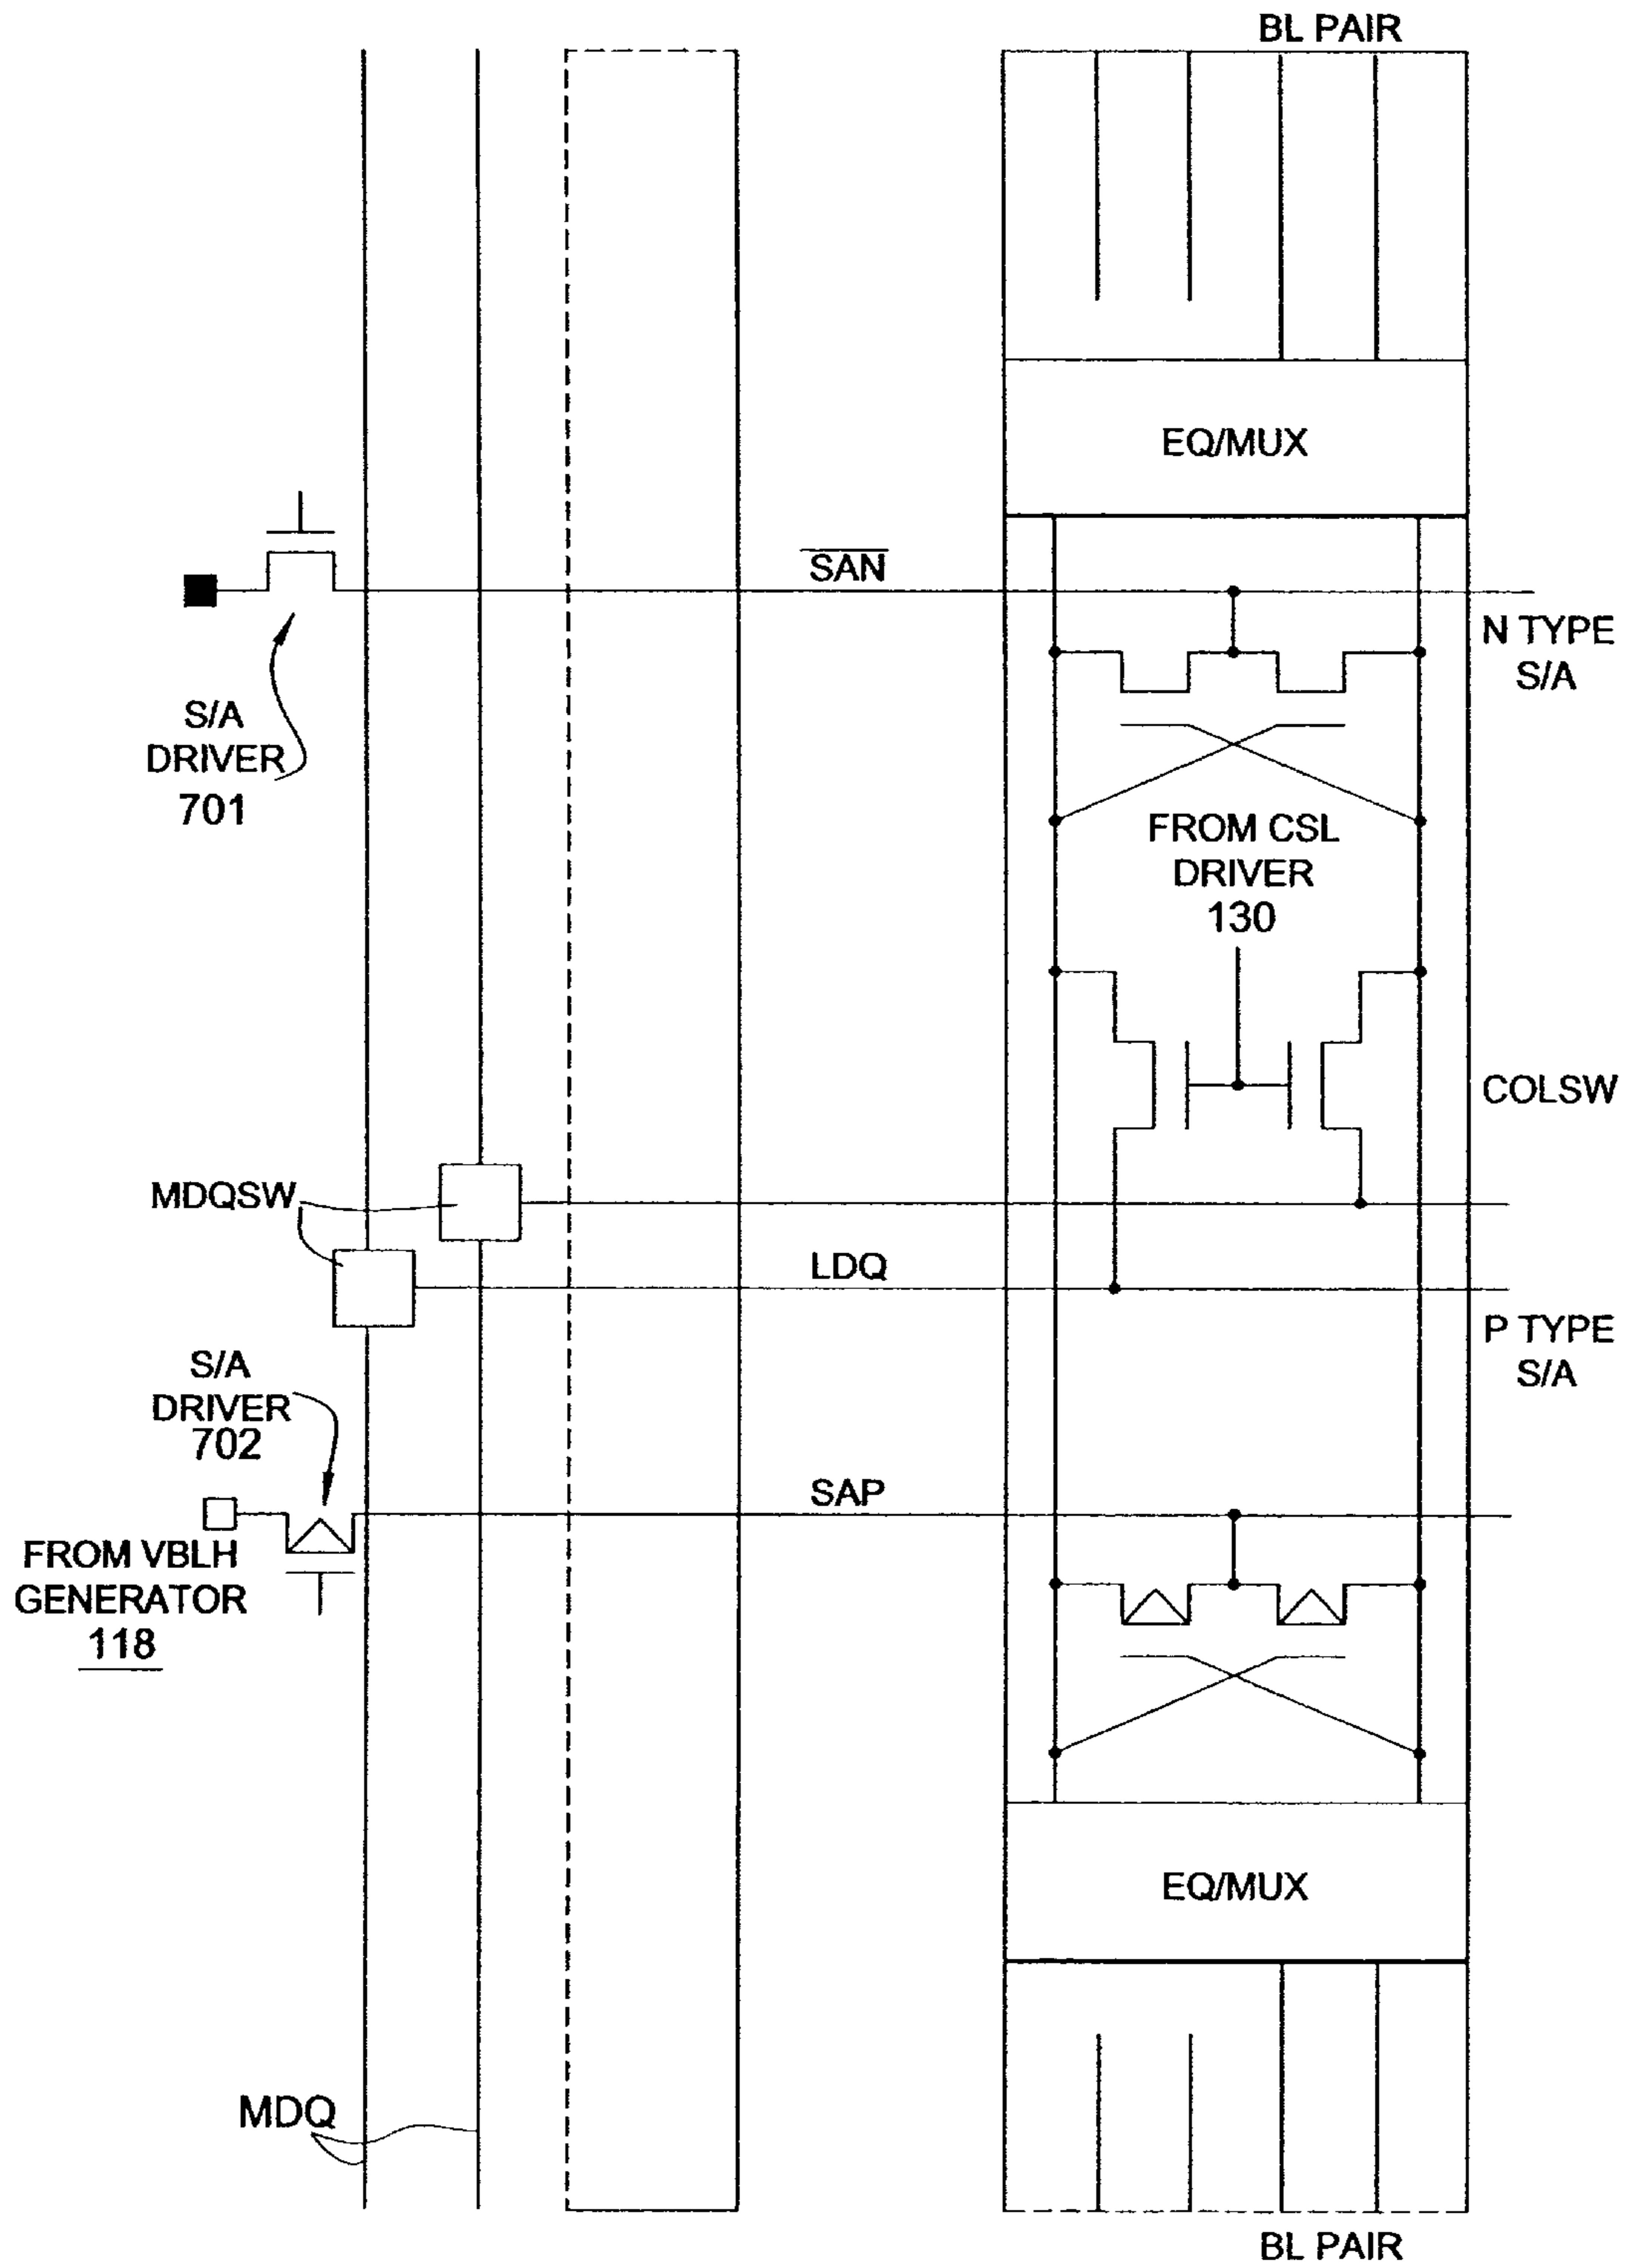 BL PAIR
EQ/MUX
SAN
N TYPE
S/A
S/A
DRIVER
701
FROM CSL
DRIVER
130
COLSW
MDQSW
LDQ
P TYPE
S/A
S/A
DRIVER
702
SAP
FROM VBLH
GENERATOR
118
EQ/MUX
MDQ
BL PAIR